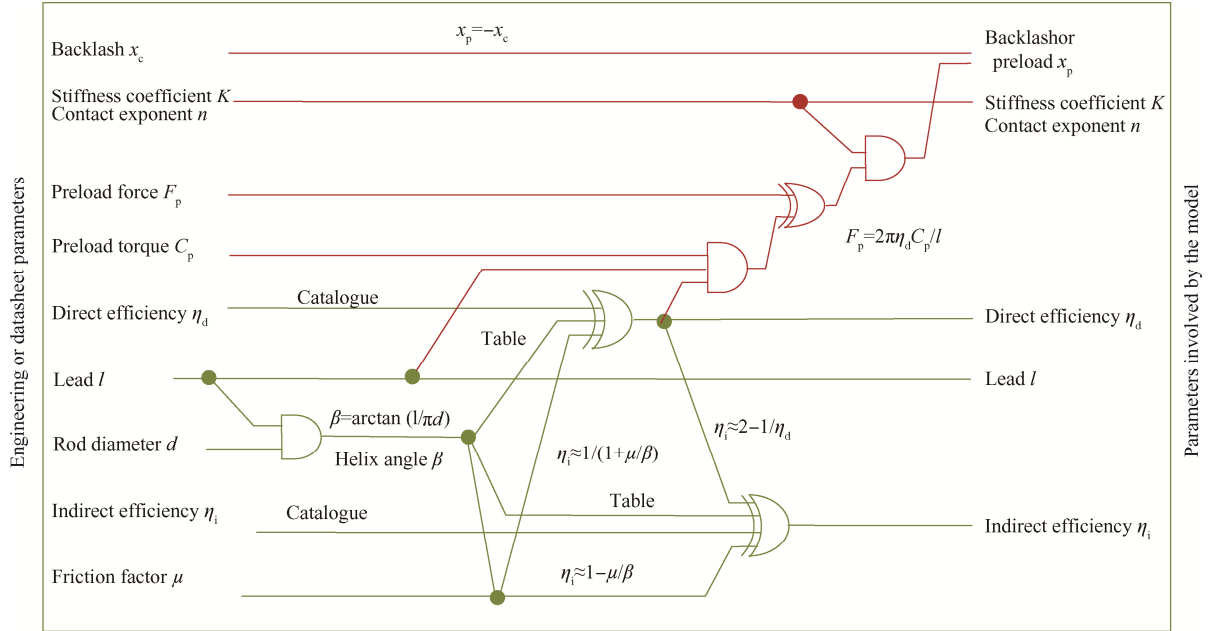 Engineering or datasheet parameters
Backlash x_c
Stiffness coefficient K
Contact exponent n
Preload force F_p
Preload torque C_p
Direct efficiency η_d
Lead l
Rod diameter d
Indirect efficiency η_i
Friction factor μ
x_p=−x_c
F_p=2πη_dC_p/l
Catalogue
Table
β=arctan (1/πd)
Helix angle β
η_i≈1/(1+μ/β)
η_i≈2−1/η_d
Table
Catalogue
η_i≈1−μ/β
Backlashor
preload x_p
Stiffness coefficient K
Contact exponent n
Direct efficiency η_d
Lead l
Indirect efficiency η_i
Parameters involved by the model